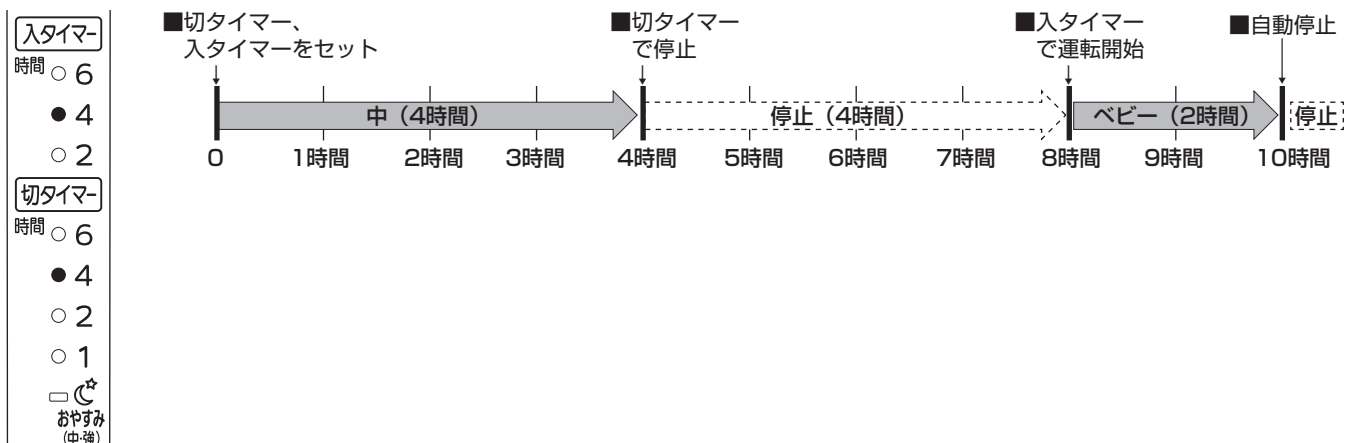 入タイマー
時間 ○ 6
● 4
○ 2
切タイマー
時間 ○ 6
● 4
○ 2
○ 1
おやすみ
(中・強)
■切タイマー、
入タイマーをセット
■切タイマー
で停止
■入タイマー
で運転開始
■自動停止
中（4時間）
停止（4時間）
ベビー（2時間）
停止
0 1時間 2時間 3時間 4時間 5時間 6時間 7時間 8時間 9時間 10時間